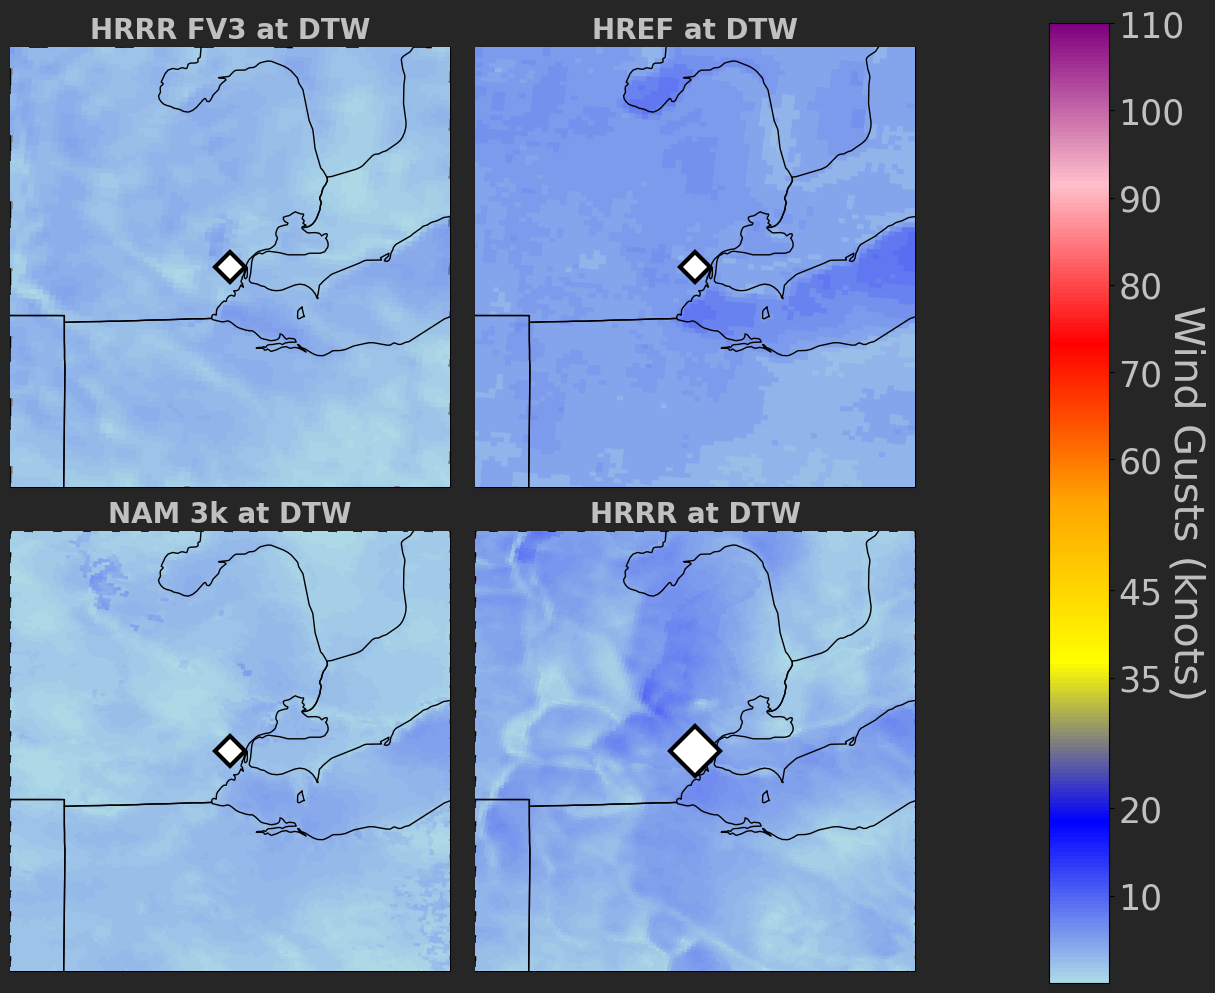 HRRR FV3 at DTW
HREF at DTW
NAM 3k at DTW
HRRR at DTW
110
100
90
80
70
60
45
35
20
10
Wind Gusts (knots)